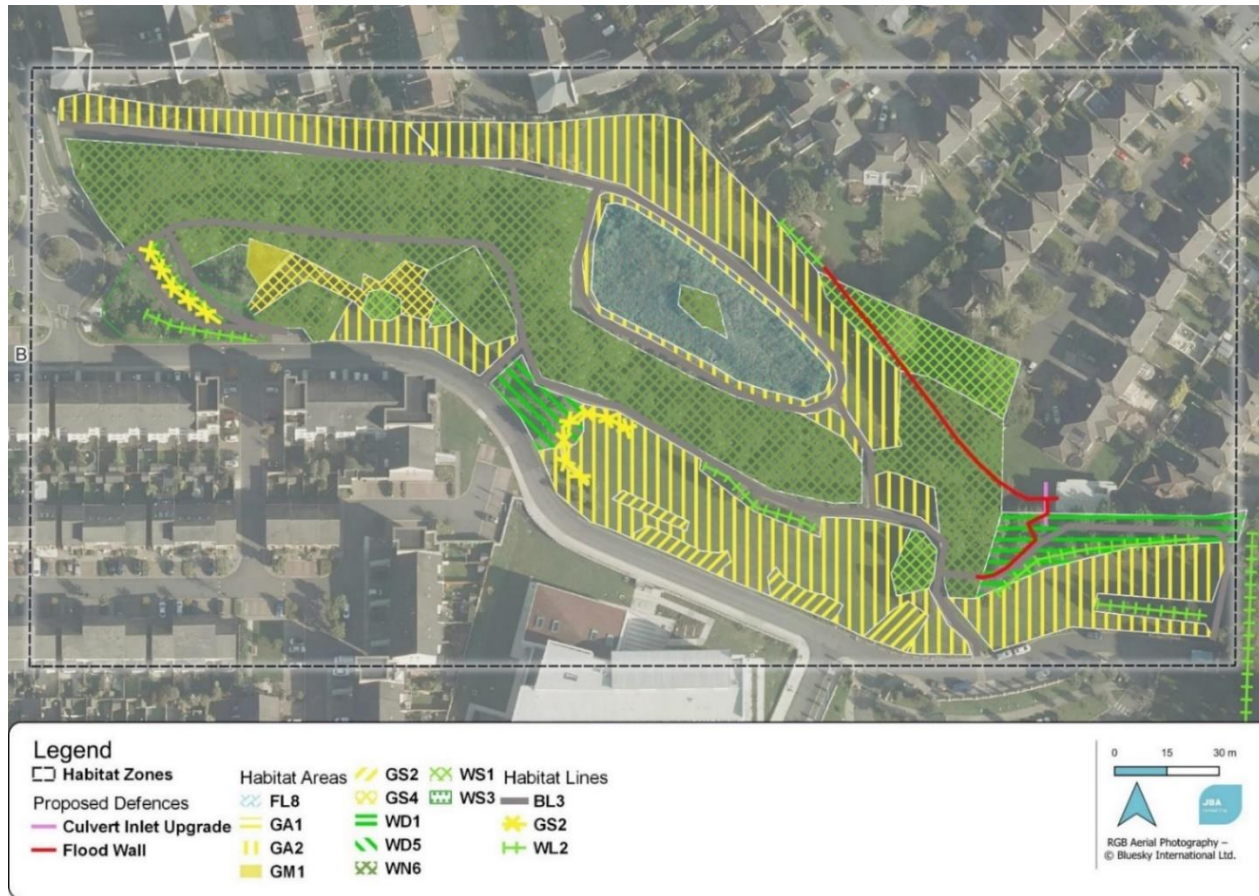 B
Legend
Habitat Zones
Proposed Defences
Culvert Inlet Upgrade
Flood Wall
Habitat Areas
FL8
GA1
GA2
GM1
GS2
GS4
WD1
WD5
WN6
WS1
WS3
Habitat Lines
BL3
GS2
WL2
0 15 30 m
JBA
RGB Aerial Photography –
© Bluesky International Ltd.